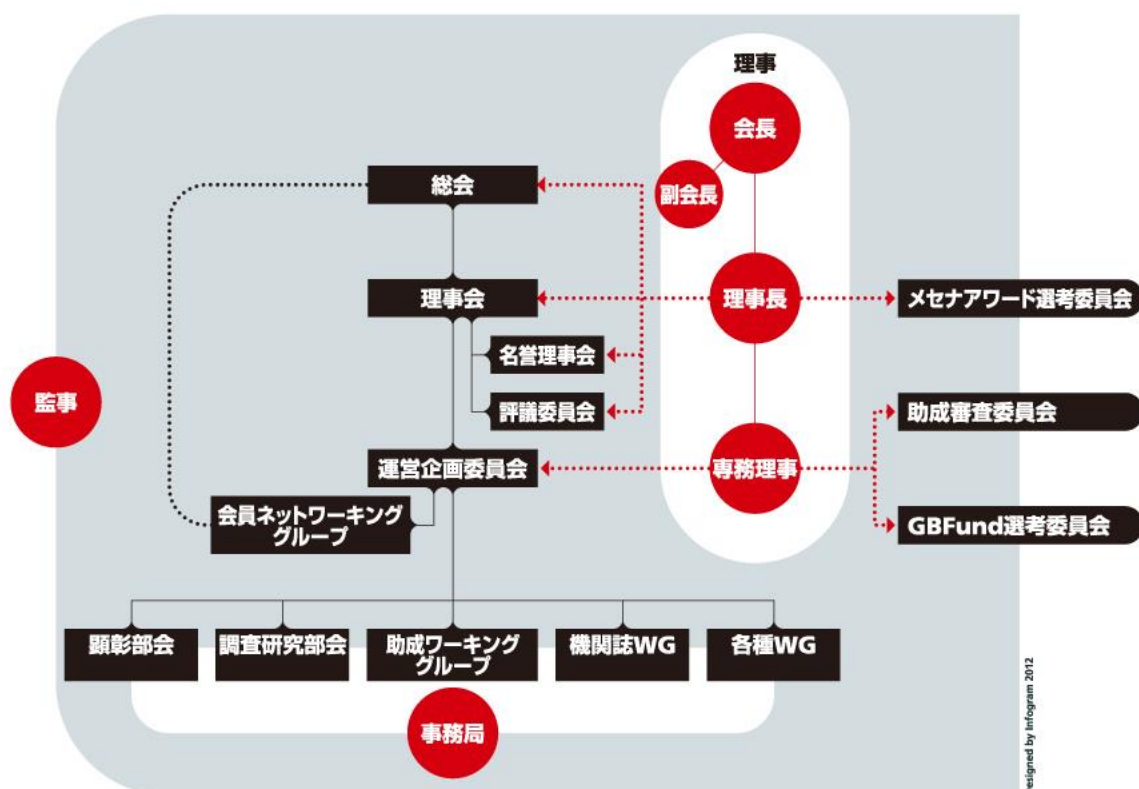 理事
会長
副会長
総会
理事会
理事長
メセナアワード選考委員会
名誉理事会
監事
評議委員会
助成審査委員会
運営企画委員会
専務理事
会員ネットワーキング
グループ
GBFund選考委員会
顕彰部会
調査研究部会
助成ワーキング
グループ
機関誌WG
各種WG
事務局
esigned by Infogram 2012